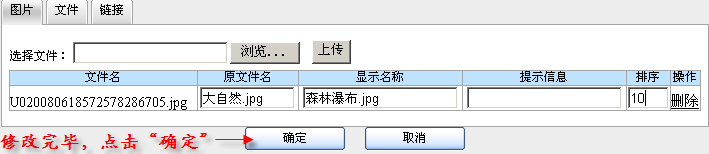 图片 文件 链接
选择文件： 浏览... 上传
文件名 原文件名 显示名称 提示信息 排序 操作
U020080618572578286705.jpg 大自然.jpg 森林瀑布.jpg 10 删除
修改完毕，点击“确定” 确定 取消